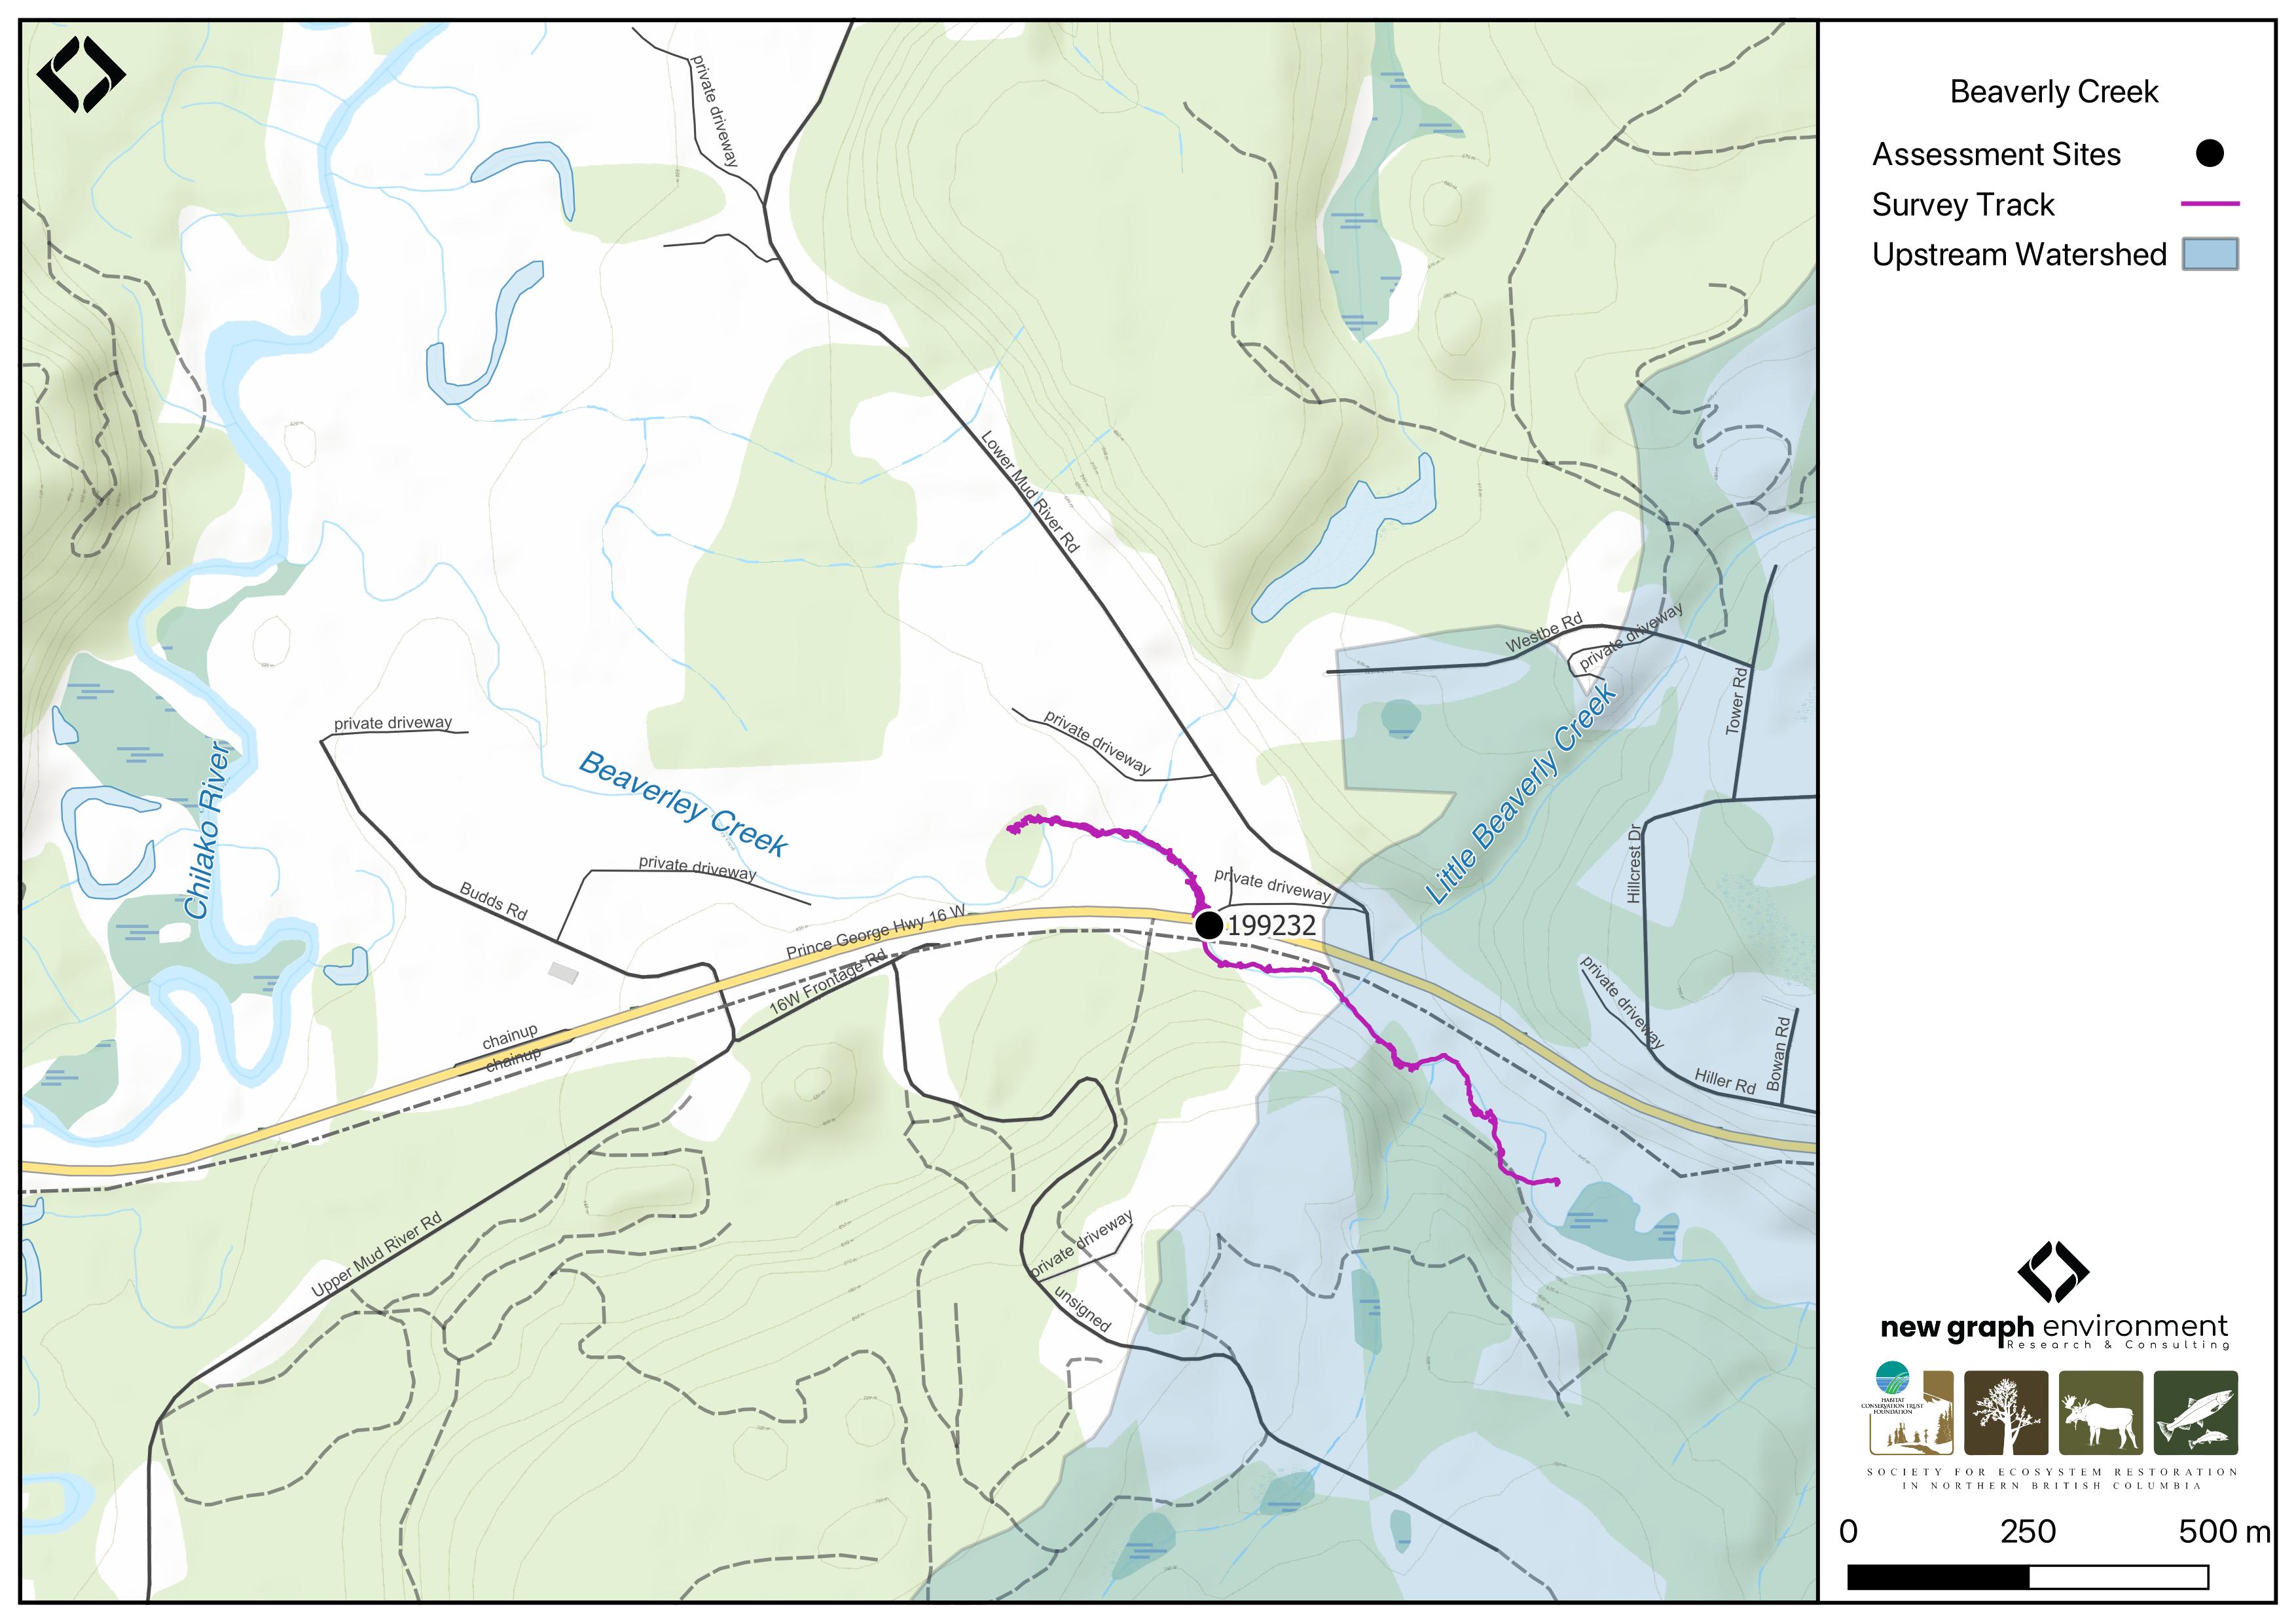 Beaverly Creek
Assessment Sites
Survey Track
Upstream Watershed
private driveway
Lower Mud River Rd
Westbe Rd
private driveway
Tower Rd
Little Beaverly Creek
private driveway
private driveway
Beaverley Creek
Chilako River
Hillcrest Dr
private driveway
private driveway
Budds Rd
Prince George Hwy 16 W
199232
16W Frontage Rd
private driveway
chainup
chainup
Hiller Rd
Bowan Rd
Upper Mud River Rd
private driveway
unsigned
new graph environment
Research & Consulting
HABITAT
CONSERVATION TRUST
FOUNDATION
SOCIETY FOR ECOSYSTEM RESTORATION
IN NORTHERN BRITISH COLUMBIA
0 250 500 m